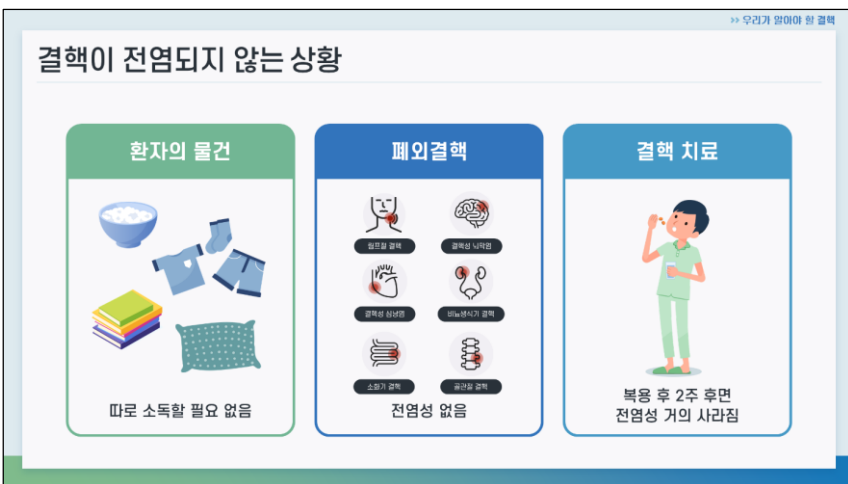 >> 우리가 알아야 할 결핵
결핵이 전염되지 않는 상황
환자의 물건
따로 소독할 필요 없음
폐외결핵
림프절 결핵
결핵성 뇌막염
결핵성 심낭염
비뇨생식기 결핵
소화기 결핵
골관절 결핵
전염성 없음
결핵 치료
복용 후 2주 후면
전염성 거의 사라짐